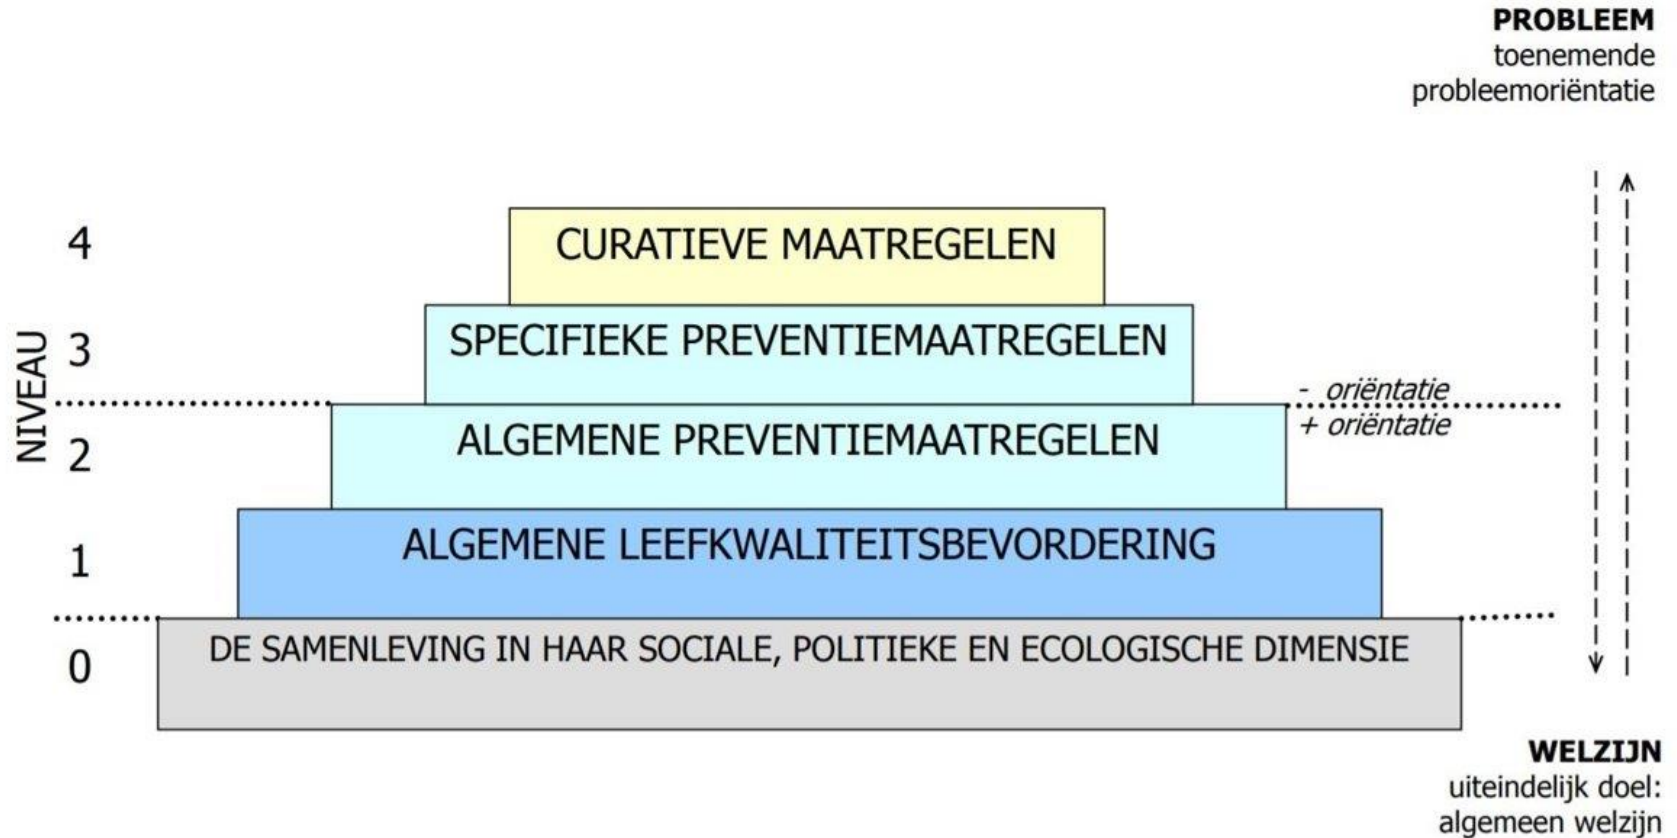 PROBLEEM
toenemende
probleemoriëntatie
4
CURATIEVE MAATREGELEN
NIVEAU
3
SPECIFIEKE PREVENTIEMAATREGELEN
- oriëntatie
+ oriëntatie
2
ALGEMENE PREVENTIEMAATREGELEN
1
ALGEMENE LEEFKWALITEITSBEVORDERING
0
DE SAMENLEVING IN HAAR SOCIALE, POLITIEKE EN ECOLOGISCHE DIMENSIE
WELZIJN
uiteindelijk doel:
algemeen welzijn